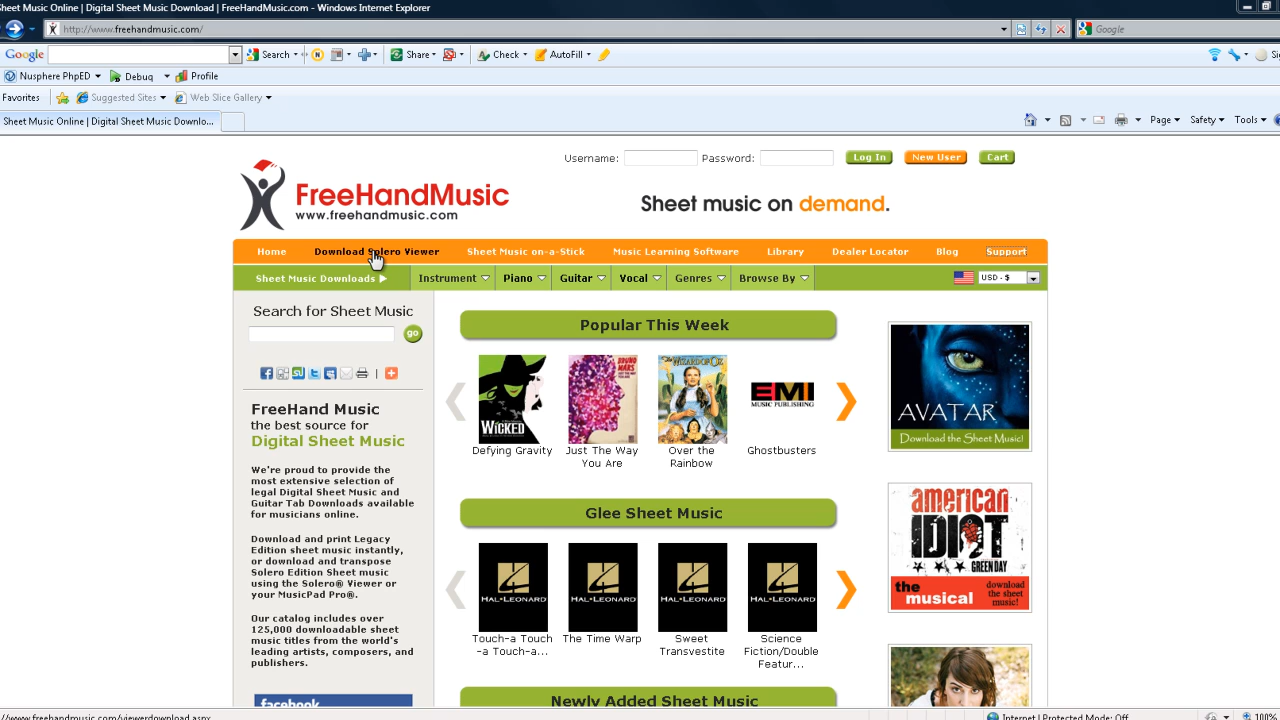 Sheet Music Online | Digital Sheet Music Download | FreeHandMusic.com - Windows Internet Explorer
http://www.freehandmusic.com/
Google
Google Search Share Check AutoFill
Nusphere PhpED Debug Profile
Favorites Suggested Sites Web Slice Gallery
Sheet Music Online | Digital Sheet Music Downlo...
Page Safety Tools
Username: Password: Log In New User Cart
FreeHandMusic
www.freehandmusic.com
Sheet music on demand.
Home Download Solero Viewer Sheet Music on-a-Stick Music Learning Software Library Dealer Locator Blog Support
Sheet Music Downloads Instrument Piano Guitar Vocal Genres Browse By USD - $
Search for Sheet Music
go
FreeHand Music
the best source for
Digital Sheet Music
We're proud to provide the
most extensive selection of
legal Digital Sheet Music and
Guitar Tab Downloads available
for musicians online.
Download and print Legacy
Edition sheet music instantly,
or download and transpose
Solero Edition Sheet music
using the Solero® Viewer or
your MusicPad Pro®.
Our catalog includes over
125,000 downloadable sheet
music titles from the world's
leading artists, composers, and
publishers.
facebook
Popular This Week
WICKED
BRUNO MARS
THE WIZARD OF OZ
EMI
MUSIC PUBLISHING
Defying Gravity
Just The Way
You Are
Over the
Rainbow
Ghostbusters
Glee Sheet Music
HAL•LEONARD
HAL•LEONARD
HAL•LEONARD
HAL•LEONARD
Touch-a Touch
-a Touch-a...
The Time Warp
Sweet
Transvestite
Science
Fiction/Double
Featur...
Newly Added Sheet Music
AVATAR
Download the Sheet Music!
american
IDIOT
GREEN DAY
the musical
download
the sheet
music!
//www.freehandmusic.com/viewerdownload.aspx
Internet | Protected Mode: Off
100%